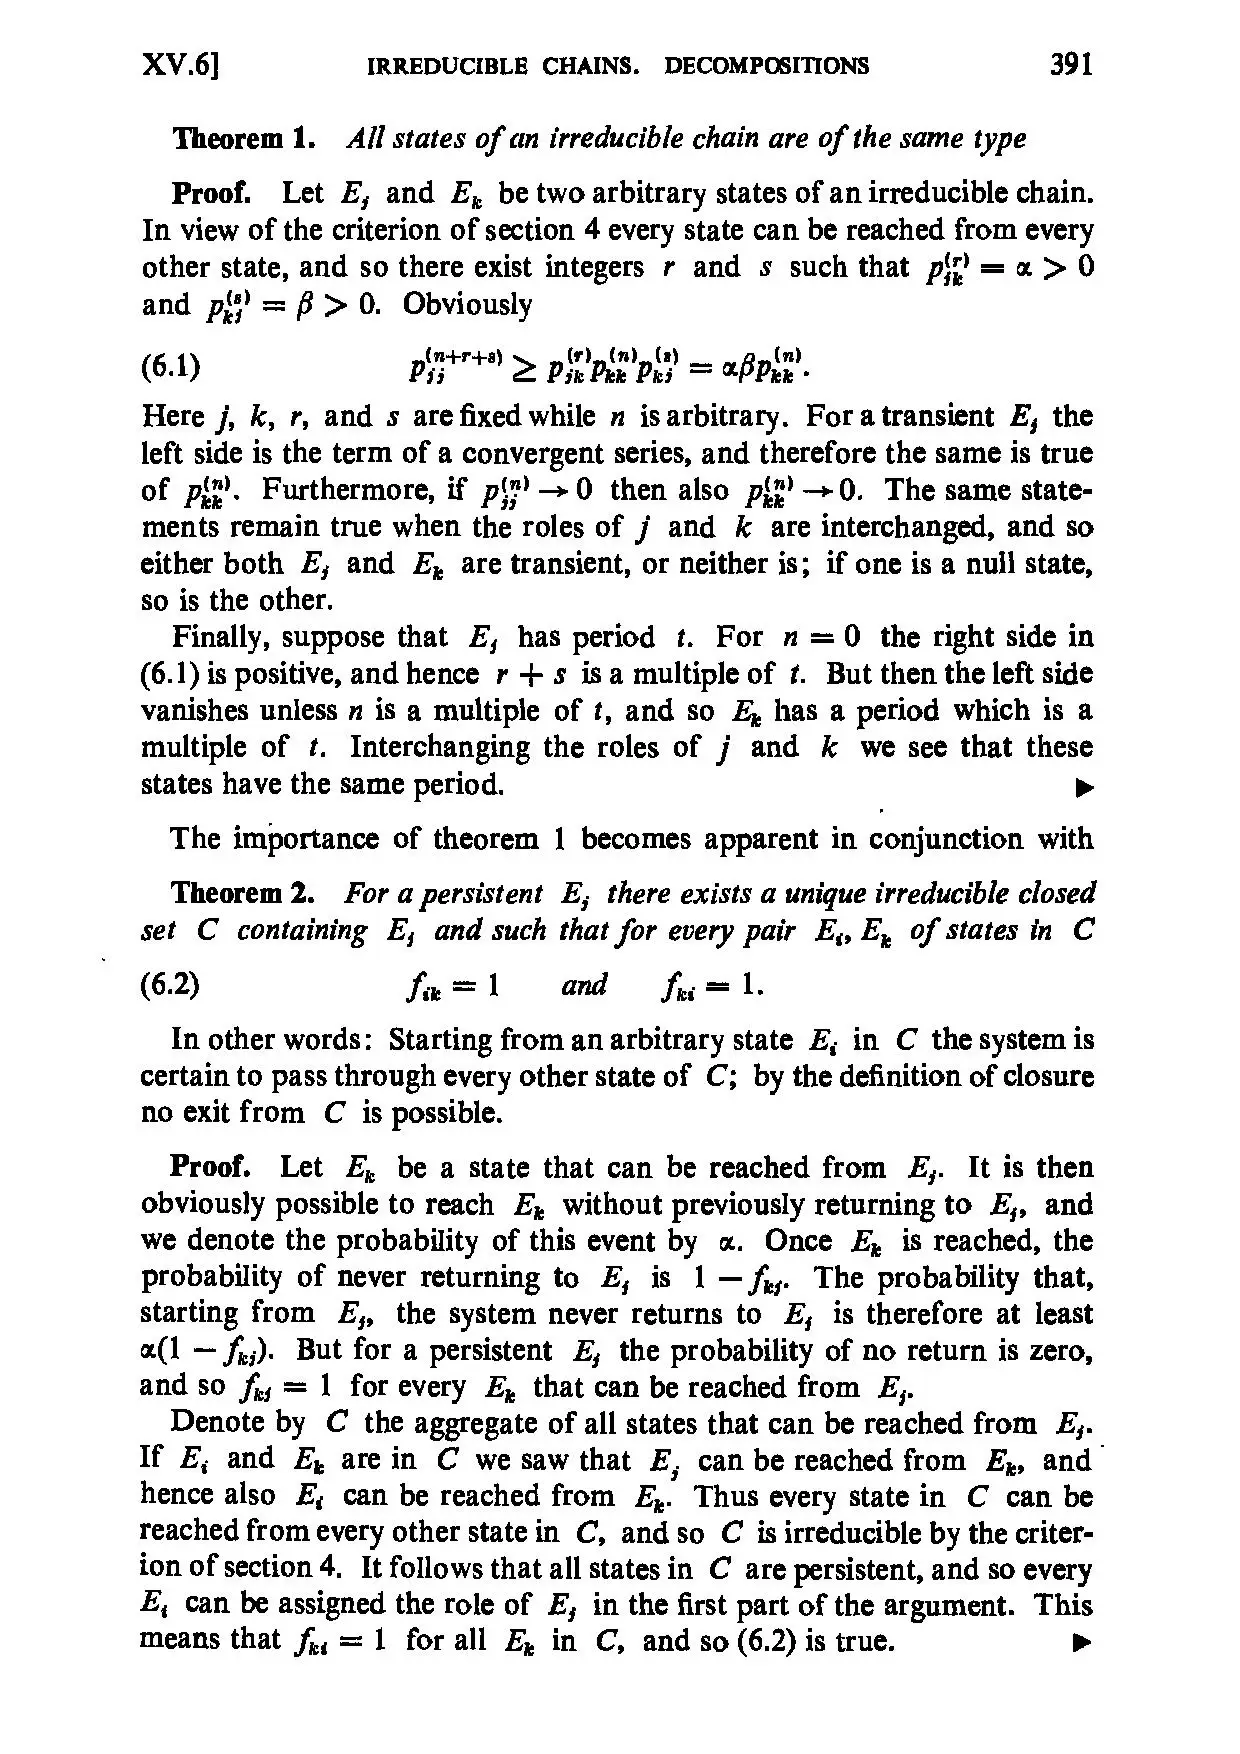 XV.6] IRREDUCIBLE CHAINS. DECOMPOSITIONS 391
Theorem 1. All states of an irreducible chain are of the same type
Proof. Let E_j and E_k be two arbitrary states of an irreducible chain.
In view of the criterion of section 4 every state can be reached from every
other state, and so there exist integers r and s such that p_{jk}^{(r)} = α > 0
and p_{kj}^{(s)} = β > 0. Obviously
(6.1) p_{jj}^{(n+r+s)} ≥ p_{jk}^{(r)} p_{kk}^{(n)} p_{kj}^{(s)} = αβp_{kk}^{(n)}.
Here j, k, r, and s are fixed while n is arbitrary. For a transient E_j the
left side is the term of a convergent series, and therefore the same is true
of p_{kk}^{(n)}. Furthermore, if p_{jj}^{(n)} → 0 then also p_{kk}^{(n)} → 0. The same state-
ments remain true when the roles of j and k are interchanged, and so
either both E_j and E_k are transient, or neither is; if one is a null state,
so is the other.
Finally, suppose that E_j has period t. For n = 0 the right side in
(6.1) is positive, and hence r + s is a multiple of t. But then the left side
vanishes unless n is a multiple of t, and so E_k has a period which is a
multiple of t. Interchanging the roles of j and k we see that these
states have the same period. ►
The importance of theorem 1 becomes apparent in conjunction with
Theorem 2. For a persistent E_j there exists a unique irreducible closed
set C containing E_j and such that for every pair E_i, E_k of states in C
(6.2) f_{ik} = 1 and f_{ki} = 1.
In other words: Starting from an arbitrary state E_i in C the system is
certain to pass through every other state of C; by the definition of closure
no exit from C is possible.
Proof. Let E_k be a state that can be reached from E_j. It is then
obviously possible to reach E_k without previously returning to E_j, and
we denote the probability of this event by α. Once E_k is reached, the
probability of never returning to E_j is 1 − f_{kj}. The probability that,
starting from E_j, the system never returns to E_j is therefore at least
α(1 − f_{kj}). But for a persistent E_j the probability of no return is zero,
and so f_{kj} = 1 for every E_k that can be reached from E_j.
Denote by C the aggregate of all states that can be reached from E_j.
If E_i and E_k are in C we saw that E_j can be reached from E_k, and
hence also E_i can be reached from E_k. Thus every state in C can be
reached from every other state in C, and so C is irreducible by the criter-
ion of section 4. It follows that all states in C are persistent, and so every
E_i can be assigned the role of E_j in the first part of the argument. This
means that f_{ki} = 1 for all E_k in C, and so (6.2) is true. ►